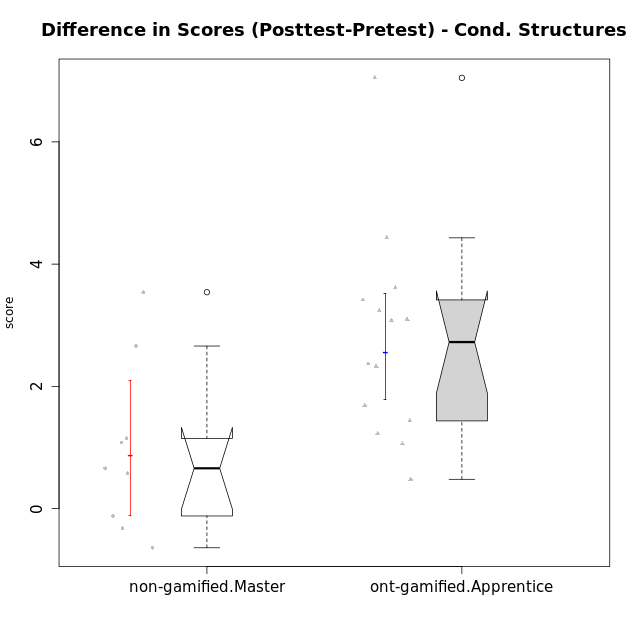 Difference in Scores (Posttest-Pretest) - Cond. Structures
6
4
2
0
score
non-gamified.Master
ont-gamified.Apprentice